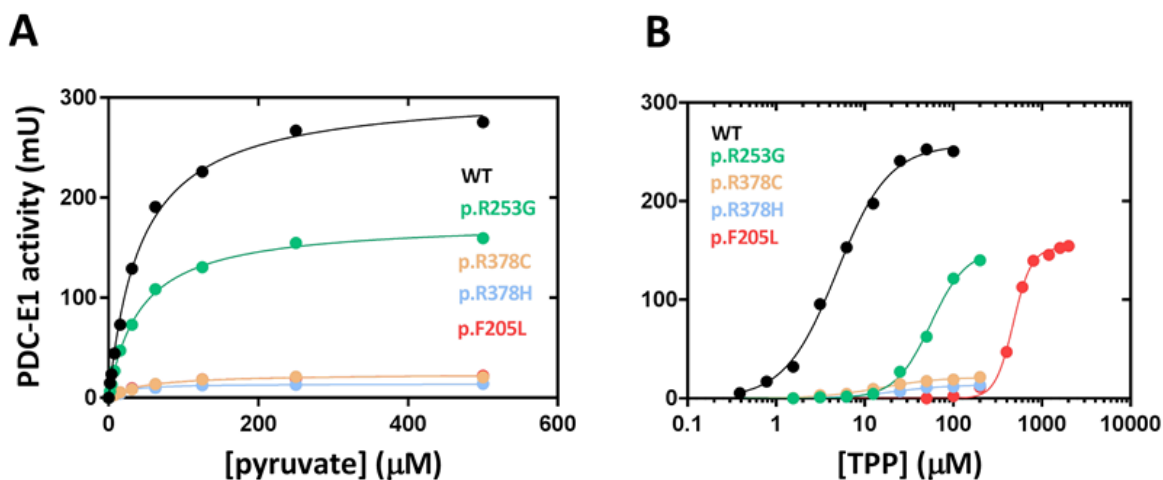 A
PDC-E1 activity (mU)
300
200
100
0
0
200
400
600
[pyruvate] (μM)
WT
p.R253G
p.R378C
p.R378H
p.F205L
B
300
200
100
0
0.1
1
10
100
1000
10000
[TPP] (μM)
WT
p.R253G
p.R378C
p.R378H
p.F205L